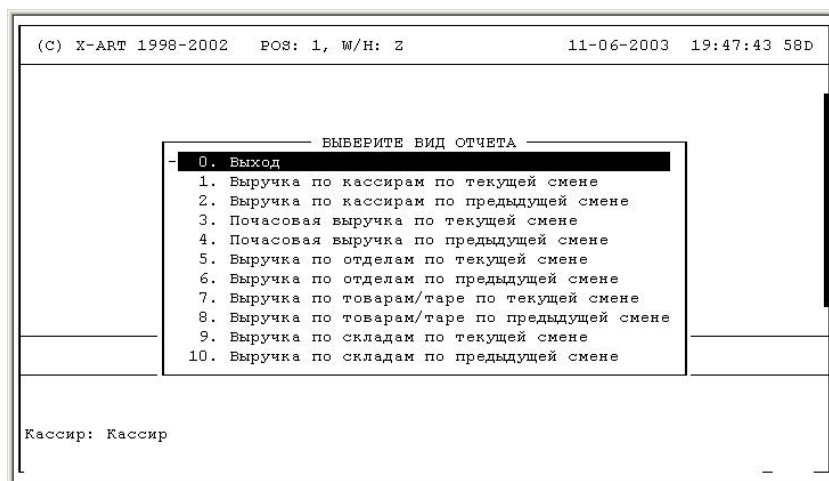 (C) X-ART 1998-2002 POS: 1, W/H: Z 11-06-2003 19:47:43 58D
ВЫБЕРИТЕ ВИД ОТЧЕТА
0. Выход
1. Выручка по кассирам по текущей смене
2. Выручка по кассирам по предыдущей смене
3. Почасовая выручка по текущей смене
4. Почасовая выручка по предыдущей смене
5. Выручка по отделам по текущей смене
6. Выручка по отделам по предыдущей смене
7. Выручка по товарам/таре по текущей смене
8. Выручка по товарам/таре по предыдущей смене
9. Выручка по складам по текущей смене
10. Выручка по складам по предыдущей смене
Кассир: Кассир